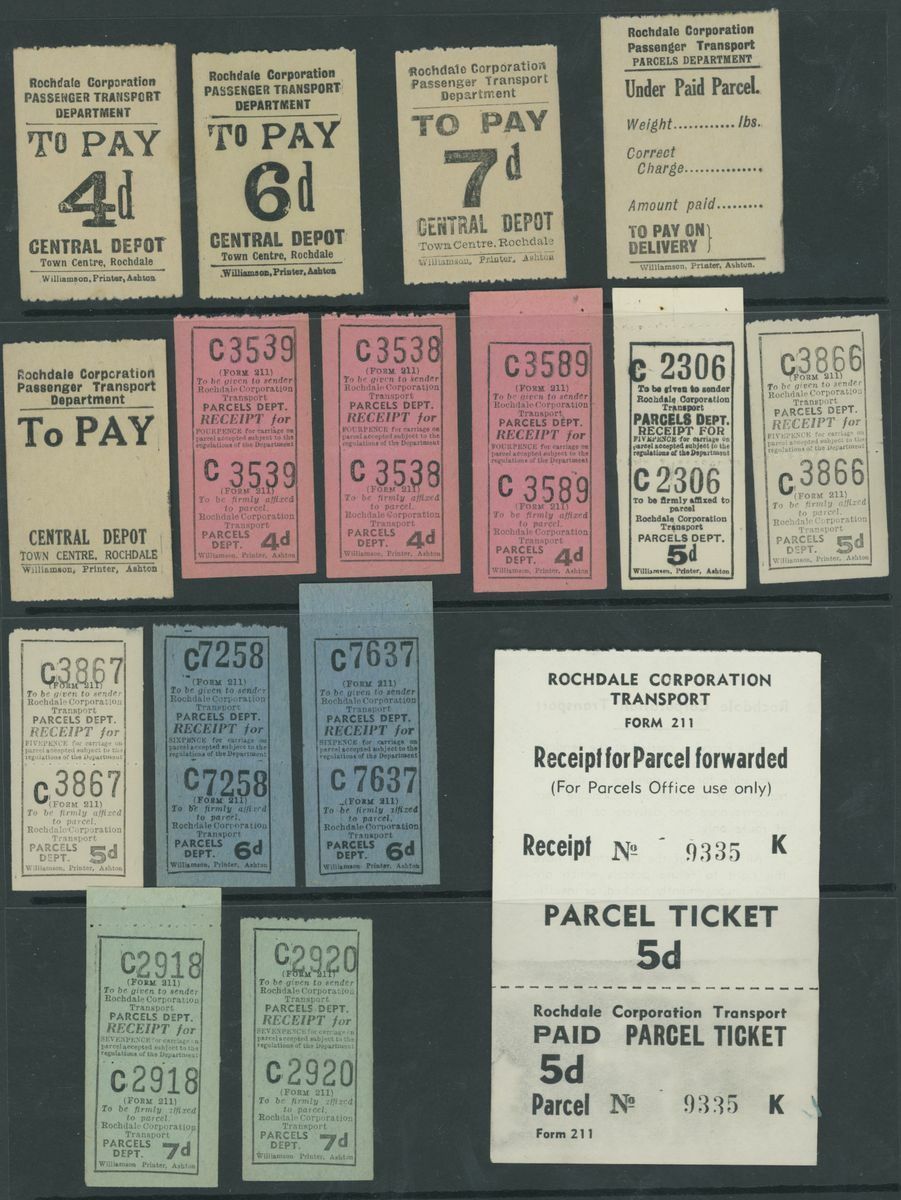 Rochdale Corporation
PASSENGER TRANSPORT
DEPARTMENT
TO PAY
4d
CENTRAL DEPOT
Town Centre, Rochdale
Williamson, Printer, Ashton
Rochdale Corporation
PASSENGER TRANSPORT
DEPARTMENT
TO PAY
6d
CENTRAL DEPOT
Town Centre, Rochdale
Williamson, Printer, Ashton
Rochdale Corporation
Passenger Transport
Department
TO PAY
7d
CENTRAL DEPOT
Town Centre, Rochdale
Williamson, Printer, Ashton
Rochdale Corporation
Passenger Transport
PARCELS DEPARTMENT
Under Paid Parcel.
Weight............lbs.
Correct
Charge..............
Amount paid.........
TO PAY ON
DELIVERY }
Williamson, Printer, Ashton.
Rochdale Corporation
Passenger Transport
Department
To PAY
CENTRAL DEPOT
TOWN CENTRE, ROCHDALE
Williamson, Printer, Ashton
C3539
(FORM 211)
To be given to sender
Rochdale Corporation
Transport
PARCELS DEPT.
RECEIPT for
FOURPENCE for carriage on
parcel accepted subject to the
regulations of the Department
C 3539
(FORM 211)
To be firmly affixed
to parcel.
Rochdale Corporation
Transport
PARCELS
DEPT. 4d
Williamson, Printer, Ashton
C3538
(FORM 211)
To be given to sender
Rochdale Corporation
Transport
PARCELS DEPT.
RECEIPT for
FOURPENCE for carriage on
parcel accepted subject to the
regulations of the Department
C 3538
(FORM 211)
To be firmly affixed
to parcel.
Rochdale Corporation
Transport
PARCELS
DEPT. 4d
Williamson, Printer, Ashton
C3589
(FORM 211)
To be given to sender
Rochdale Corporation
Transport
PARCELS DEPT.
RECEIPT for
FOURPENCE for carriage on
parcel accepted subject to the
regulations of the Department
C 3589
(FORM 211)
To be firmly affixed
to parcel.
Rochdale Corporation
Transport
PARCELS
DEPT. 4d
Williamson, Printer, Ashton
C 2306
To be given to sender
Rochdale Corporation
Transport
PARCELS DEPT.
RECEIPT FOR
FIVEPENCE for carriage on
parcel accepted subject to the
regulations of the Department
C 2306
To be firmly affixed to
parcel
Rochdale Corporation
Transport
PARCELS DEPT.
5d
Williamson, Printer, Ashton
C3866
(FORM 211)
To be given to sender
Rochdale Corporation
Transport
PARCELS DEPT.
RECEIPT for
FIVEPENCE for carriage on
parcel accepted subject to the
regulations of the Department
C3866
(FORM 211)
To be firmly affixed
to parcel.
Rochdale Corporation
Transport
PARCELS
DEPT. 5d
Williamson, Printer, Ashton
C3867
(FORM 211)
To be given to sender
Rochdale Corporation
Transport
PARCELS DEPT.
RECEIPT for
FIVEPENCE for carriage on
parcel accepted subject to the
regulations of the Department
C3867
(FORM 211)
To be firmly affixed
to parcel.
Rochdale Corporation
Transport
PARCELS
DEPT. 5d
Williamson, Printer, Ashton
C7258
(FORM 211)
To be given to sender
Rochdale Corporation
Transport
PARCELS DEPT.
RECEIPT for
SIXPENCE for carriage on
parcel accepted subject to the
regulations of the Department
C7258
(FORM 211)
To be firmly affixed
to parcel.
Rochdale Corporation
Transport
PARCELS
DEPT. 6d
Williamson, Printer, Ashton
C7637
(FORM 211)
To be given to sender
Rochdale Corporation
Transport
PARCELS DEPT.
RECEIPT for
SIXPENCE for carriage on
parcel accepted subject to the
regulations of the Department
C 7637
(FORM 211)
To be firmly affixed
to parcel.
Rochdale Corporation
Transport
PARCELS
DEPT. 6d
Williamson, Printer, Ashton
C2918
(FORM 211)
To be given to sender
Rochdale Corporation
Transport
PARCELS DEPT.
RECEIPT for
SEVENPENCE for carriage on
parcel accepted subject to the
regulations of the Department
C2918
(FORM 211)
To be firmly affixed
to parcel.
Rochdale Corporation
Transport
PARCELS
DEPT. 7d
Williamson Printer, Ashton
C2920
(FORM 211)
To be given to sender
Rochdale Corporation
Transport
PARCELS DEPT.
RECEIPT for
SEVENPENCE for carriage on
parcel accepted subject to the
regulations of the Department
C2920
(FORM 211)
To be firmly affixed
to parcel.
Rochdale Corporation
Transport
PARCELS
DEPT. 7d
Williamson Printer, Ashton
ROCHDALE CORPORATION
TRANSPORT
FORM 211
Receipt for Parcel forwarded
(For Parcels Office use only)
Receipt No 9335 K
PARCEL TICKET
5d
Rochdale Corporation Transport
PAID PARCEL TICKET
5d
Parcel No 9335 K
Form 211